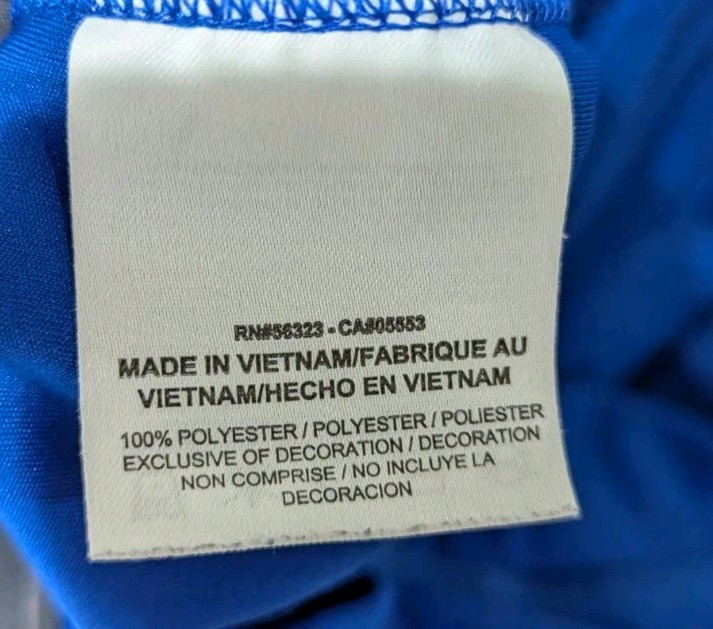 RN#56323 - CA#05553
MADE IN VIETNAM/FABRIQUE AU
VIETNAM/HECHO EN VIETNAM
100% POLYESTER / POLYESTER / POLIESTER
EXCLUSIVE OF DECORATION / DECORATION
NON COMPRISE / NO INCLUYE LA
DECORACION